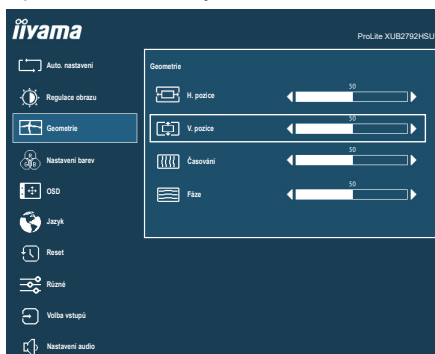 iiyama
ProLite XUB2792HSU
Auto. nastavení
Regulace obrazu
Geometrie
Nastavení barev
R
G B
OSD
Jazyk
Reset
Různé
Volba vstupů
Nastavení audio
Geometrie
H. pozice
50
V. pozice
50
Časování
50
Fáze
50